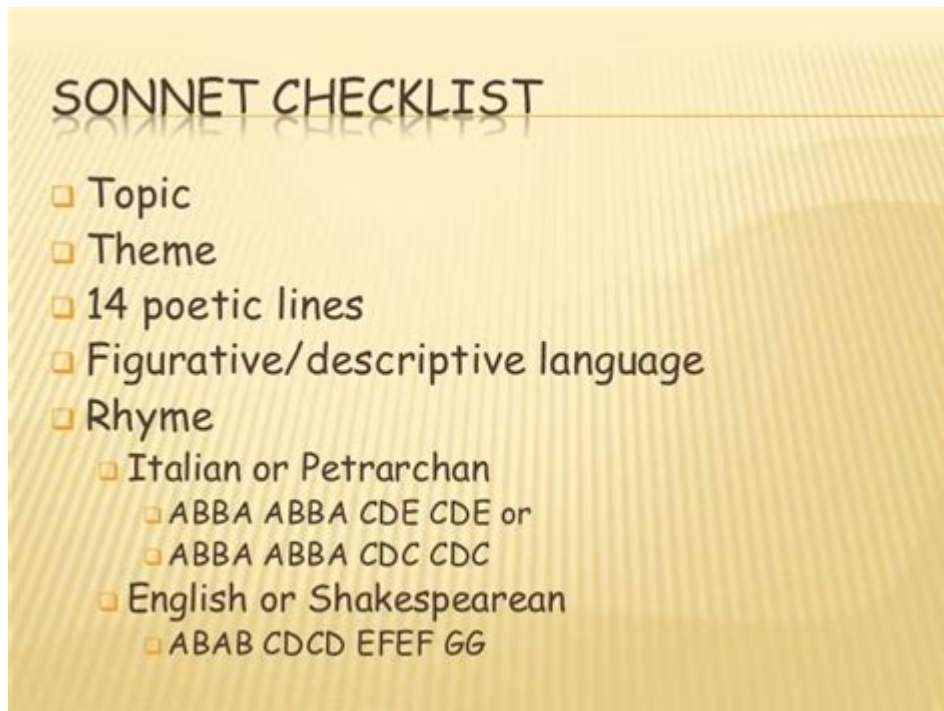 SONNET CHECKLIST
Topic
Theme
14 poetic lines
Figurative/descriptive language
Rhyme
Italian or Petrarchan
ABBA ABBA CDE CDE or
ABBA ABBA CDC CDC
English or Shakespearean
ABAB CDCD EFEF GG